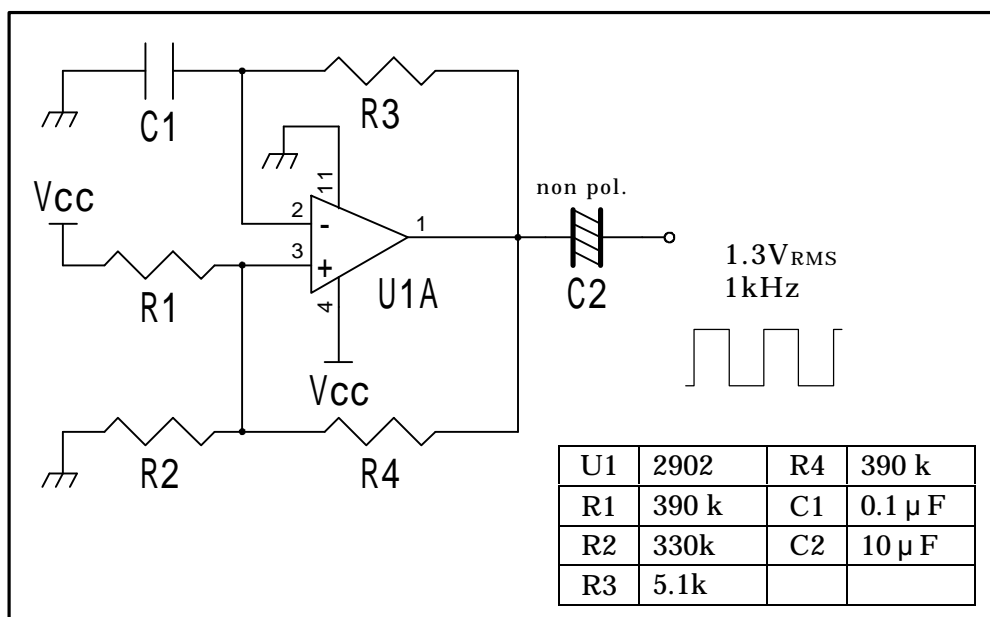 C1
R3
11
Vcc
2
-
3
+
1
4
U1A
R1
Vcc
R2
R4
non pol.
C2
1.3VRMS
1kHz
U1 2902 R4 390 k
R1 390 k C1 0.1 µ F
R2 330k C2 10 µ F
R3 5.1k